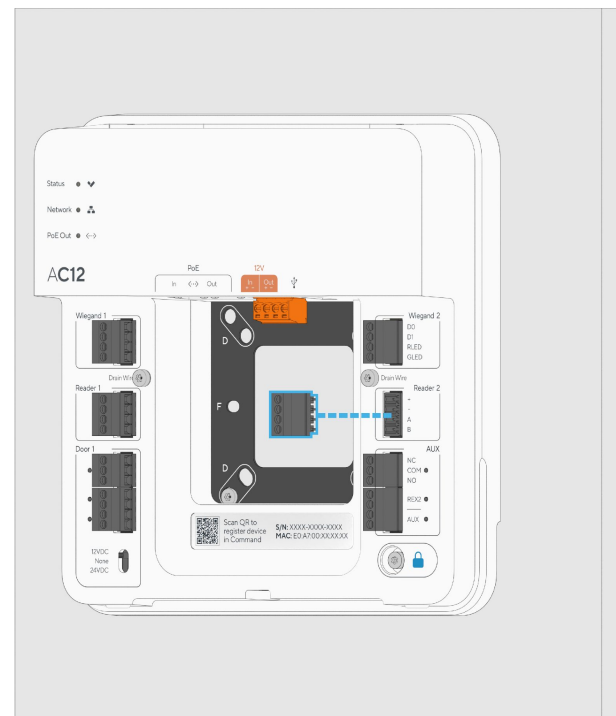 Status
Network
PoE Out
AC12
PoE
In <··> Out
12V
In Out
+ - + -
Wiegand 1
Drain Wire
Reader 1
Door 1
12VDC
None
24VDC
D
F
D
Wiegand 2
D0
D1
RLED
GLED
Drain Wire
Reader 2
+
-
A
B
AUX
NC
COM
NO
REX2
AUX
Scan QR to
register device
in Command
S/N: XXXX-XXXX-XXXX
MAC: E0:A7:00:XX:XX:XX